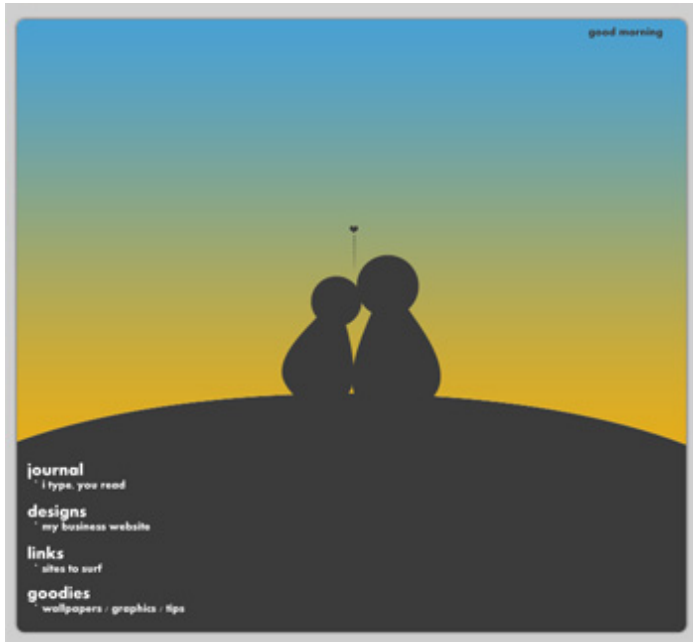 good morning
journal
° i type, you read
designs
° my business website
links
° sites to surf
goodies
° wallpapers / graphics / tips